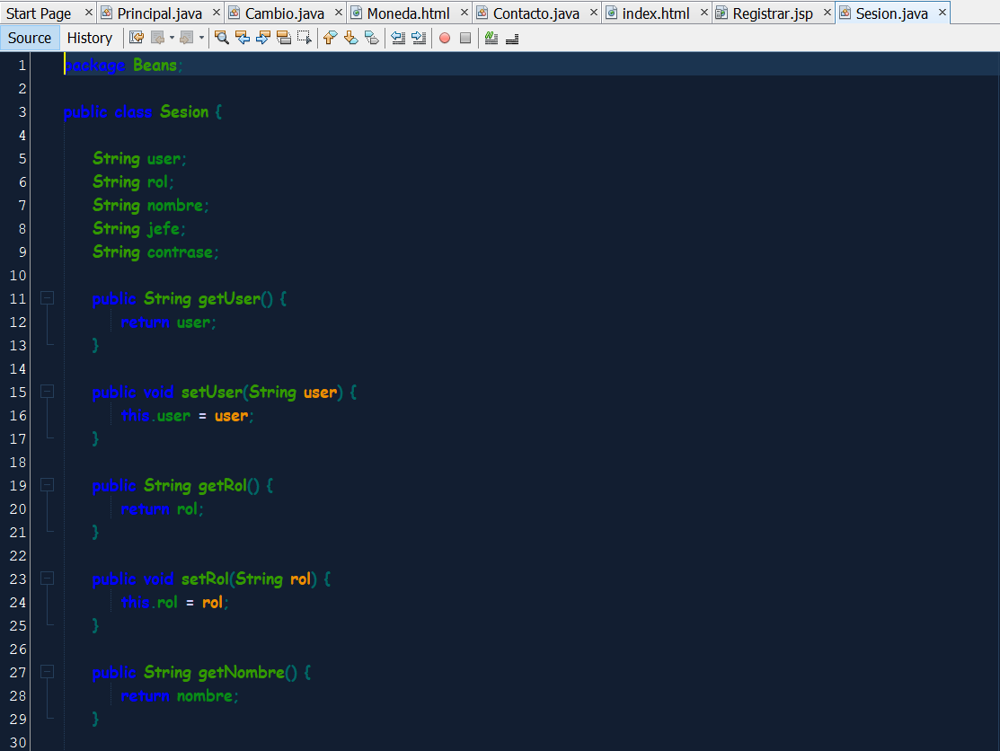 Start Page Principal.java Cambio.java Moneda.html Contacto.java index.html Registrar.jsp Sesion.java
Source History
1 package Beans;
2
3 public class Sesion {
4
5 String user;
6 String rol;
7 String nombre;
8 String jefe;
9 String contrase;
10
11 public String getUser() {
12 return user;
13 }
14
15 public void setUser(String user) {
16 this.user = user;
17 }
18
19 public String getRol() {
20 return rol;
21 }
22
23 public void setRol(String rol) {
24 this.rol = rol;
25 }
26
27 public String getNombre() {
28 return nombre;
29 }
30